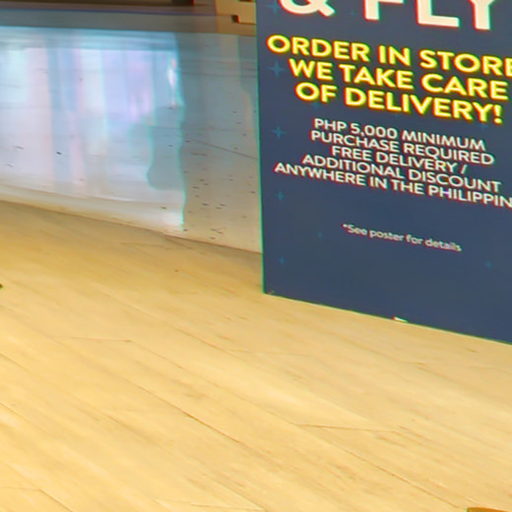 & FLY
ORDER IN STORE
WE TAKE CARE
OF DELIVERY!
PHP 5,000 MINIMUM
PURCHASE REQUIRED
FREE DELIVERY /
ADDITIONAL DISCOUNT
ANYWHERE IN THE PHILIPPIN
*See poster for details